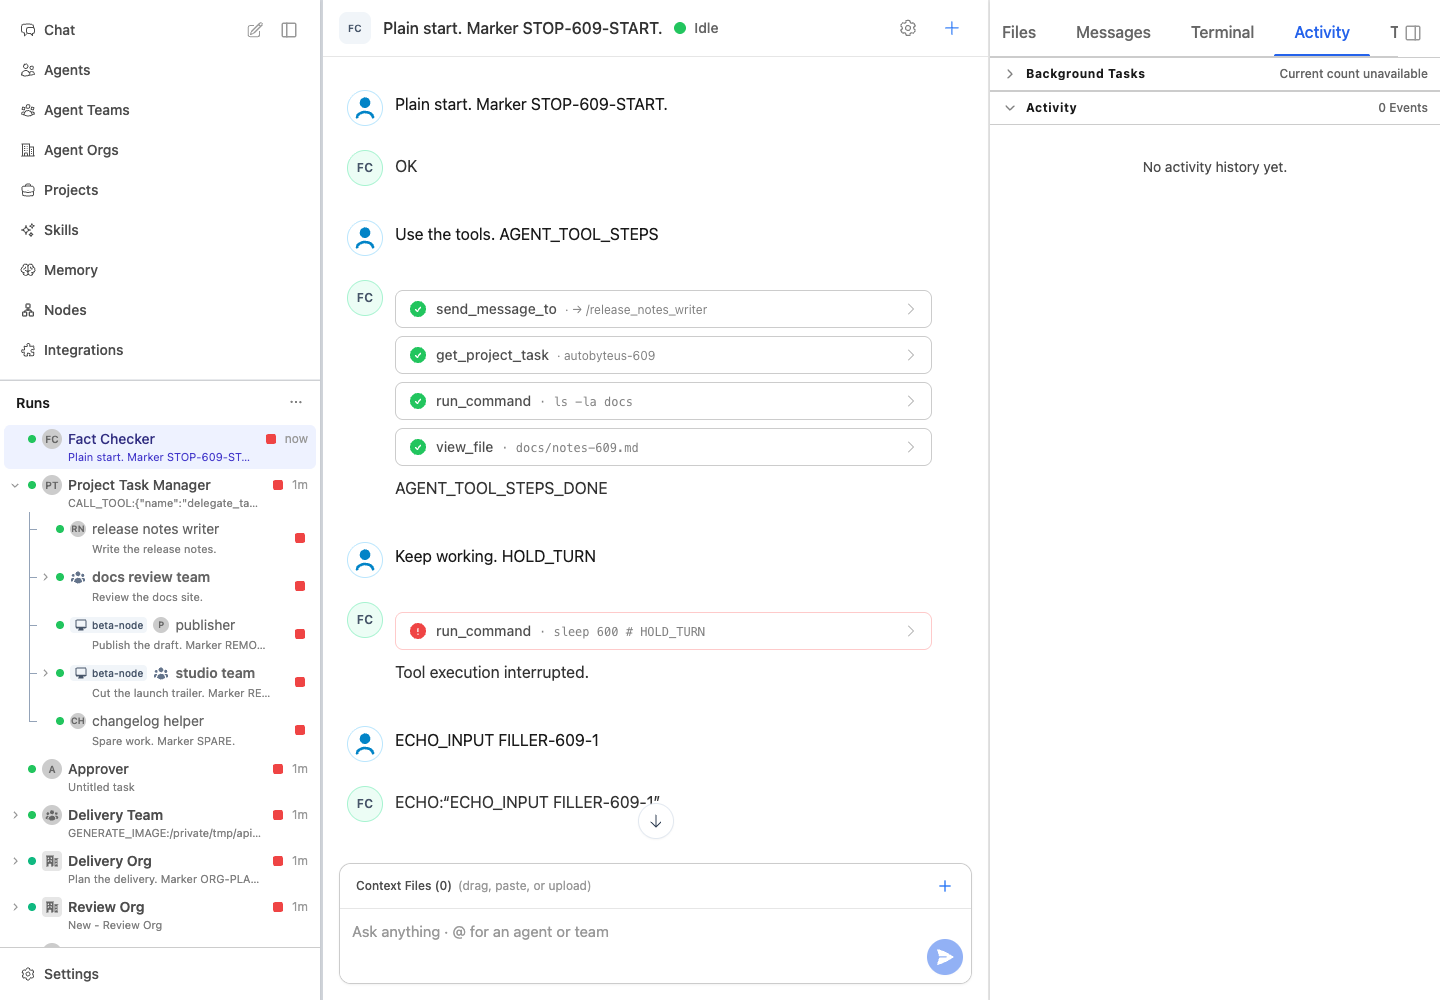 Chat
Agents
Agent Teams
Agent Orgs
Projects
Skills
Memory
Nodes
Integrations
Runs
FC Fact Checker now
Plain start. Marker STOP-609-ST...
PT Project Task Manager 1m
CALL_TOOL:{"name":"delegate_ta...
RN release notes writer
Write the release notes.
docs review team
Review the docs site.
beta-node P publisher
Publish the draft. Marker REMO...
beta-node studio team
Cut the launch trailer. Marker RE...
CH changelog helper
Spare work. Marker SPARE.
A Approver 1m
Untitled task
Delivery Team 1m
GENERATE_IMAGE:/private/tmp/api...
Delivery Org 1m
Plan the delivery. Marker ORG-PLA...
Review Org 1m
New - Review Org
Settings
FC Plain start. Marker STOP-609-START. Idle
Plain start. Marker STOP-609-START.
FC OK
Use the tools. AGENT_TOOL_STEPS
FC send_message_to · → /release_notes_writer
get_project_task · autobyteus-609
run_command · ls -la docs
view_file · docs/notes-609.md
AGENT_TOOL_STEPS_DONE
Keep working. HOLD_TURN
FC run_command · sleep 600 # HOLD_TURN
Tool execution interrupted.
ECHO_INPUT FILLER-609-1
FC ECHO:“ECHO_INPUT FILLER-609-1”
Context Files (0) (drag, paste, or upload)
Ask anything · @ for an agent or team
Files Messages Terminal Activity T
Background Tasks Current count unavailable
Activity 0 Events
No activity history yet.